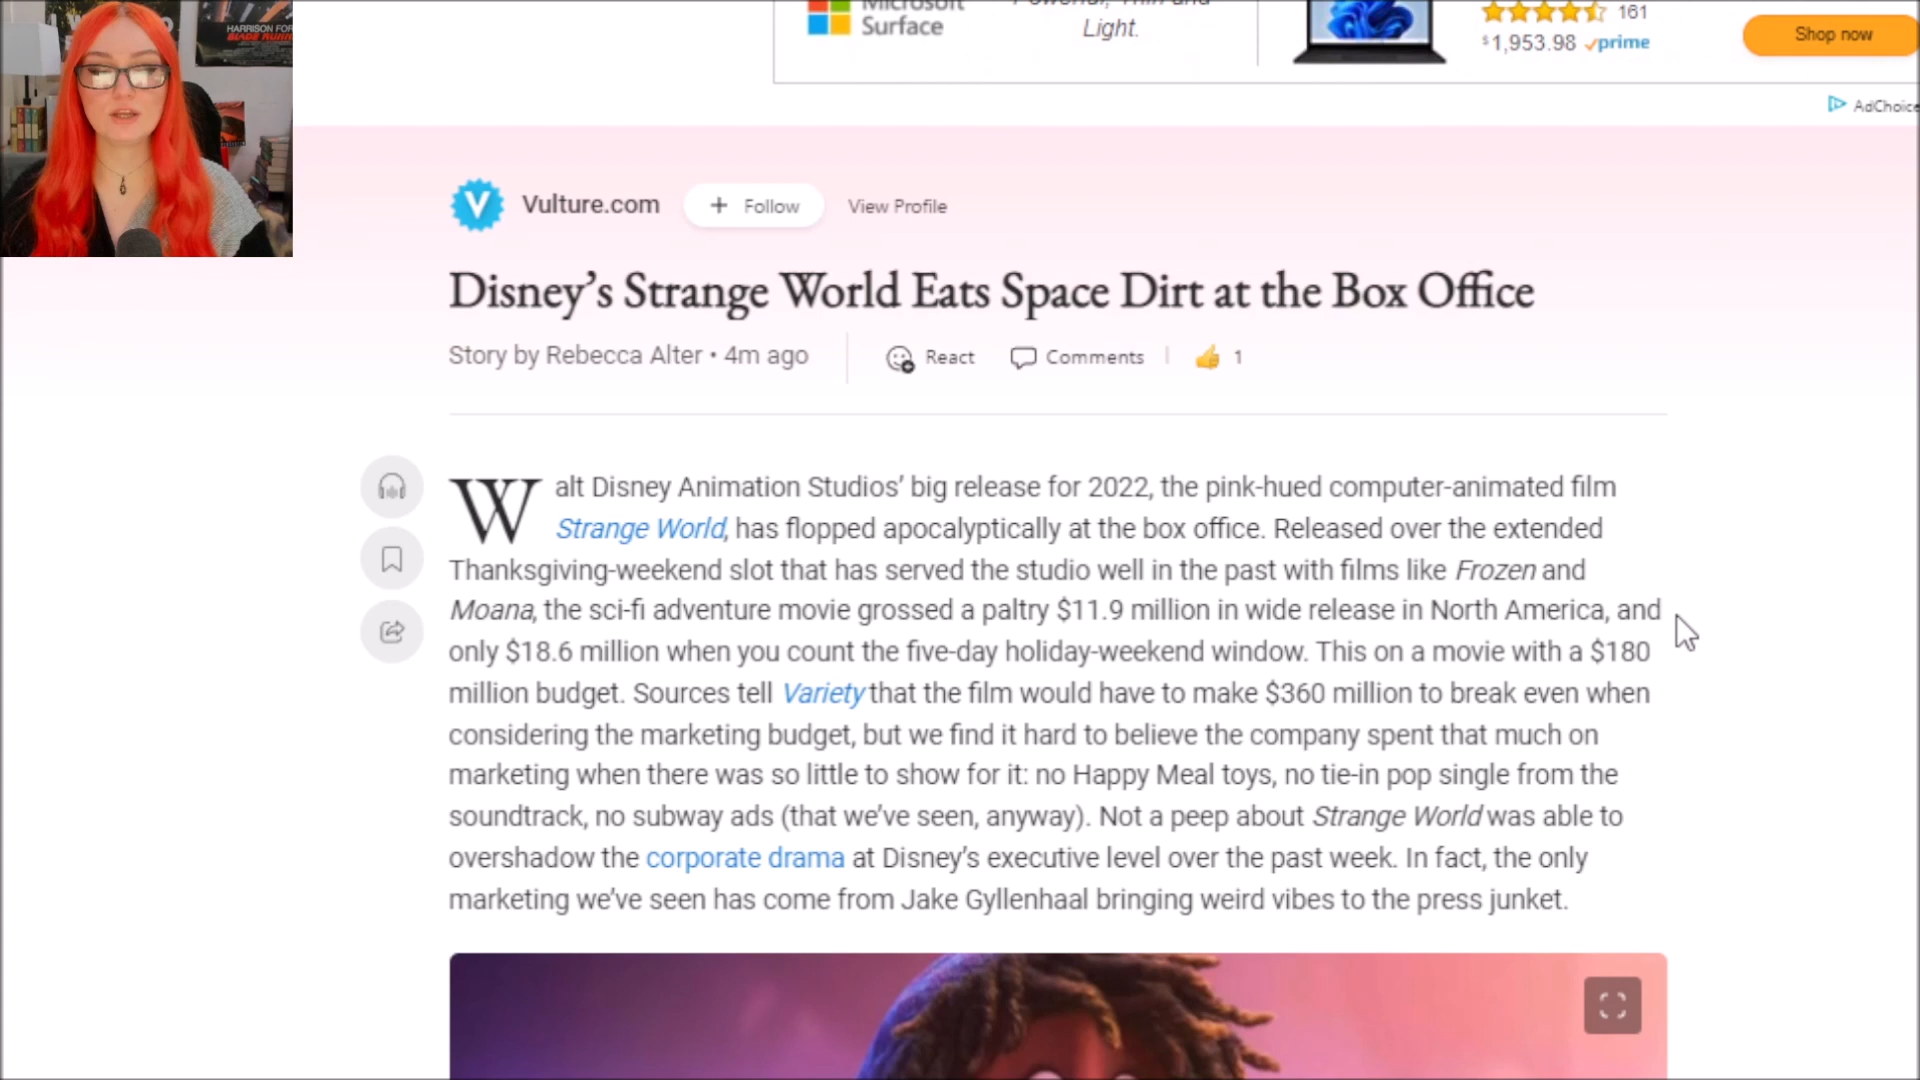 HARRISON FOR
BLADE RUNN
Microsoft
Surface
Powerful, Thin and
Light.
161
$1,953.98 prime
Shop now
AdChoice
V Vulture.com
+ Follow
View Profile
Disney’s Strange World Eats Space Dirt at the Box Office
Story by Rebecca Alter • 4m ago
React
Comments
1
Walt Disney Animation Studios’ big release for 2022, the pink-hued computer-animated film
Strange World, has flopped apocalyptically at the box office. Released over the extended
Thanksgiving-weekend slot that has served the studio well in the past with films like Frozen and
Moana, the sci-fi adventure movie grossed a paltry $11.9 million in wide release in North America, and
only $18.6 million when you count the five-day holiday-weekend window. This on a movie with a $180
million budget. Sources tell Variety that the film would have to make $360 million to break even when
considering the marketing budget, but we find it hard to believe the company spent that much on
marketing when there was so little to show for it: no Happy Meal toys, no tie-in pop single from the
soundtrack, no subway ads (that we’ve seen, anyway). Not a peep about Strange World was able to
overshadow the corporate drama at Disney’s executive level over the past week. In fact, the only
marketing we’ve seen has come from Jake Gyllenhaal bringing weird vibes to the press junket.